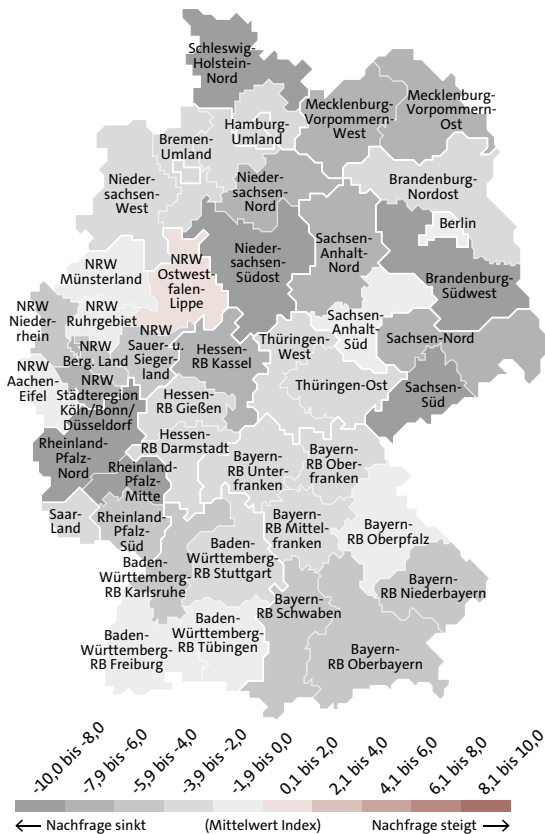 Schleswig-
Holstein-
Nord
Mecklenburg-
Vorpommern-
West
Mecklenburg-
Vorpommern-
Ost
Hamburg-
Umland
Bremen-
Umland
Nieder-
sachsen-
West
Nieder-
sachsen-
Nord
Brandenburg-
Nordost
Berlin
Nieder-
sachsen-
Südost
Sachsen-
Anhalt-
Nord
Brandenburg-
Südwest
NRW
Münsterland
NRW
Ostwest-
falen-
Lippe
NRW
Nieder-
rhein
NRW
Ruhrgebiet
NRW
Sauer- u.
Sieger-
land
NRW
Berg. Land
NRW
Aachen-
Eifel
NRW
Städteregion
Köln/Bonn/
Düsseldorf
Hessen-
RB Kassel
Thüringen-
West
Sachsen-
Anhalt-
Süd
Sachsen-Nord
Thüringen-Ost
Sachsen-
Süd
Hessen-
RB Gießen
Hessen-
RB Darmstadt
Rheinland-
Pfalz-
Nord
Rheinland-
Pfalz-
Mitte
Saar-
Land
Rheinland-
Pfalz-
Süd
Bayern-
RB Unter-
franken
Bayern-
RB Ober-
franken
Bayern-
RB Mittel-
franken
Bayern-
RB Oberpfalz
Baden-
Württemberg-
RB Karlsruhe
Baden-
Württemberg-
RB Stuttgart
Bayern-
RB Schwaben
Bayern-
RB Niederbayern
Baden-
Württemberg-
RB Freiburg
Baden-
Württemberg-
RB Tübingen
Bayern-
RB Oberbayern
-10,0 bis -8,0
-7,9 bis -6,0
-5,9 bis -4,0
-3,9 bis -2,0
-1,9 bis 0,0
0,1 bis 2,0
2,1 bis 4,0
4,1 bis 6,0
6,1 bis 8,0
8,1 bis 10,0
Nachfrage sinkt (Mittelwert Index) Nachfrage steigt